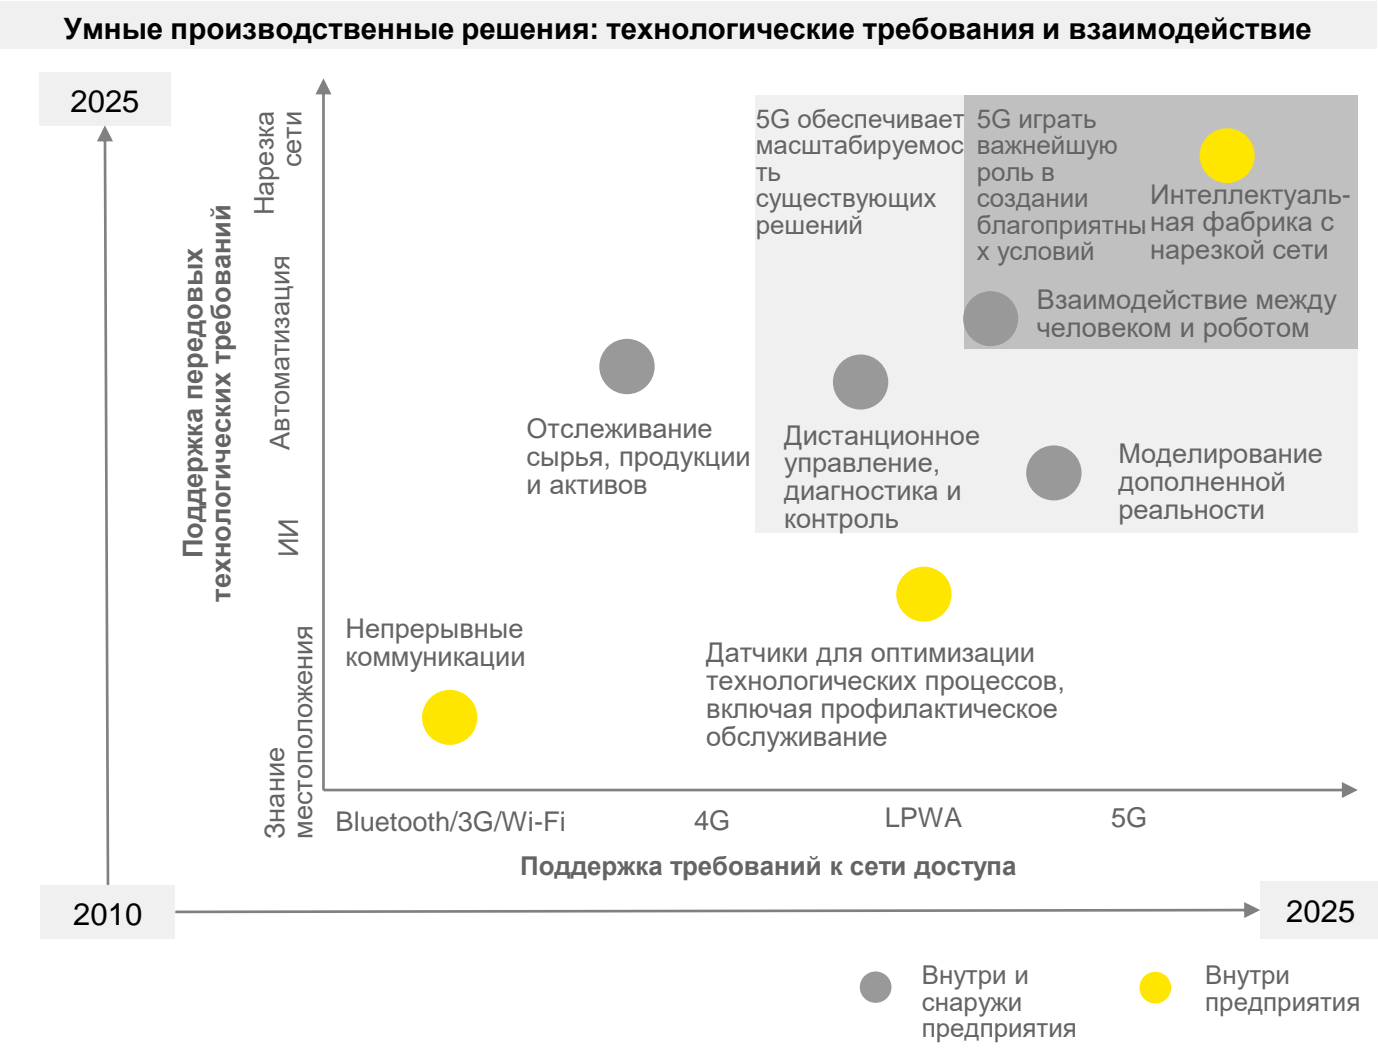 Умные производственные решения: технологические требования и взаимодействие
2025
Нарезка
сети
Автоматизация
ИИ
Знание
местоположения
Поддержка передовых
технологических требований
5G обеспечивает
масштабируемос
ть
существующих
решений
5G играть
важнейшую
роль в
создании
благоприятны
х условий
Интеллектуаль-
ная фабрика с
нарезкой сети
Взаимодействие между
человеком и роботом
Отслеживание
сырья, продукции
и активов
Дистанционное
управление,
диагностика и
контроль
Моделирование
дополненной
реальности
Непрерывные
коммуникации
Датчики для оптимизации
технологических процессов,
включая профилактическое
обслуживание
Bluetooth/3G/Wi-Fi
4G
LPWA
5G
Поддержка требований к сети доступа
2010
2025
Внутри и
снаружи
предприятия
Внутри
предприятия